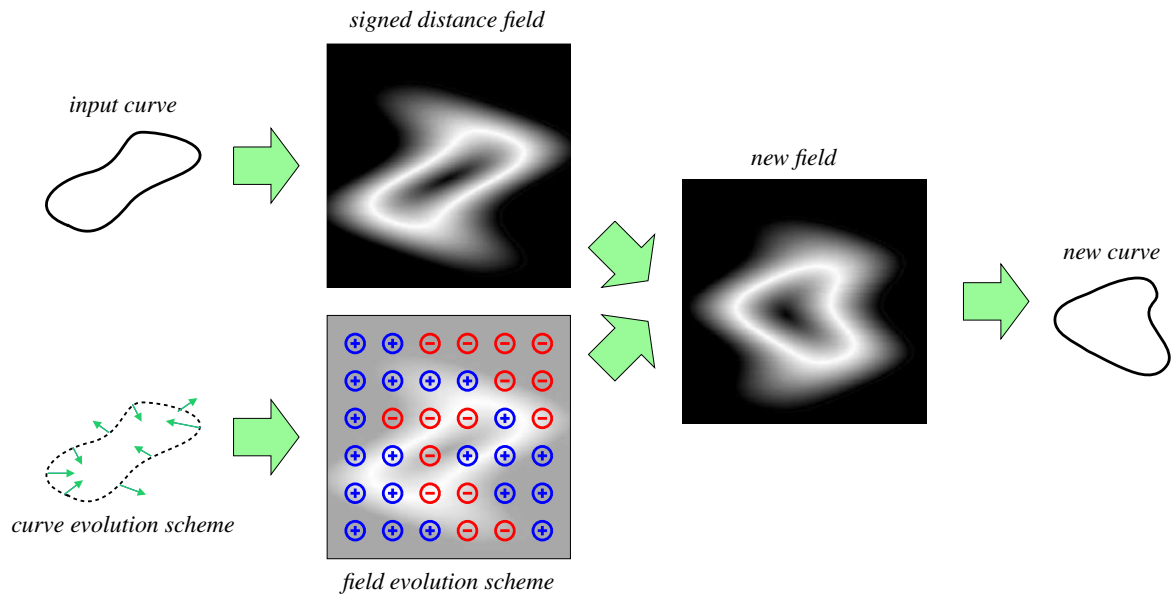 signed distance field
input curve
new field
new curve
curve evolution scheme
field evolution scheme